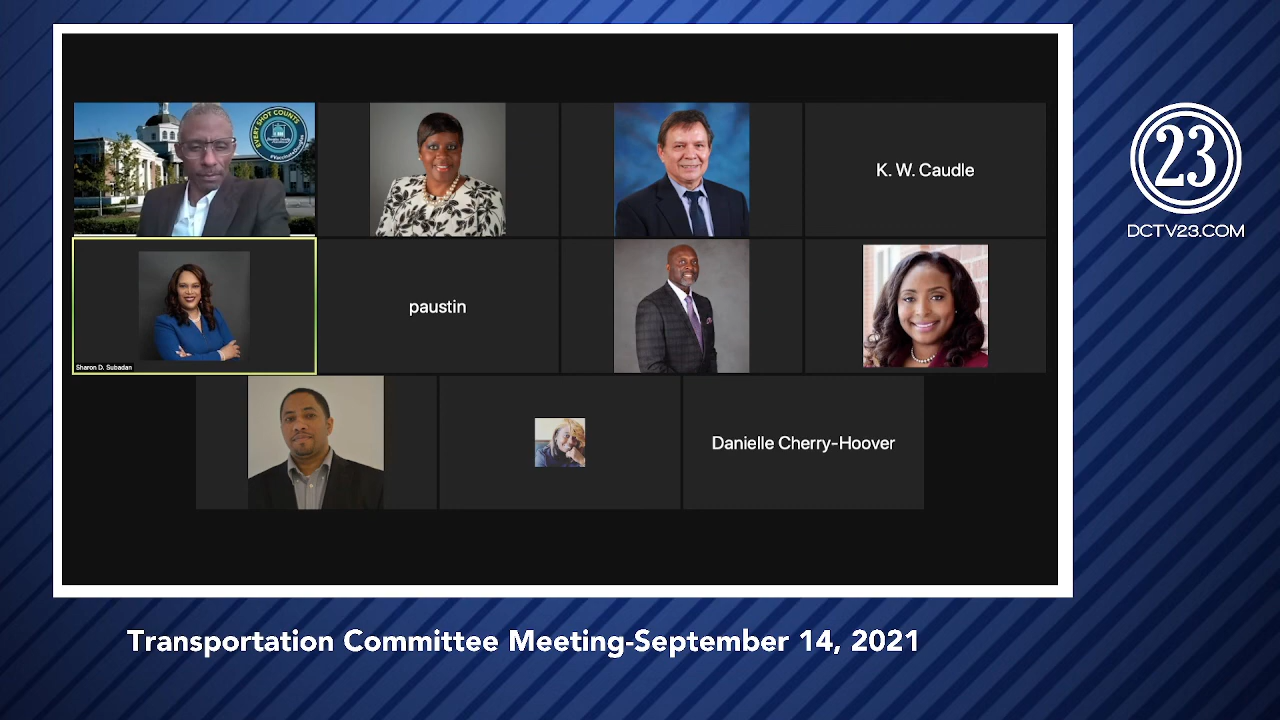 EVERY SHOT COUNTS
K. W. Caudle
23
DCTV23.COM
Sharon D. Subadan
paustin
Danielle Cherry-Hoover
Transportation Committee Meeting-September 14, 2021